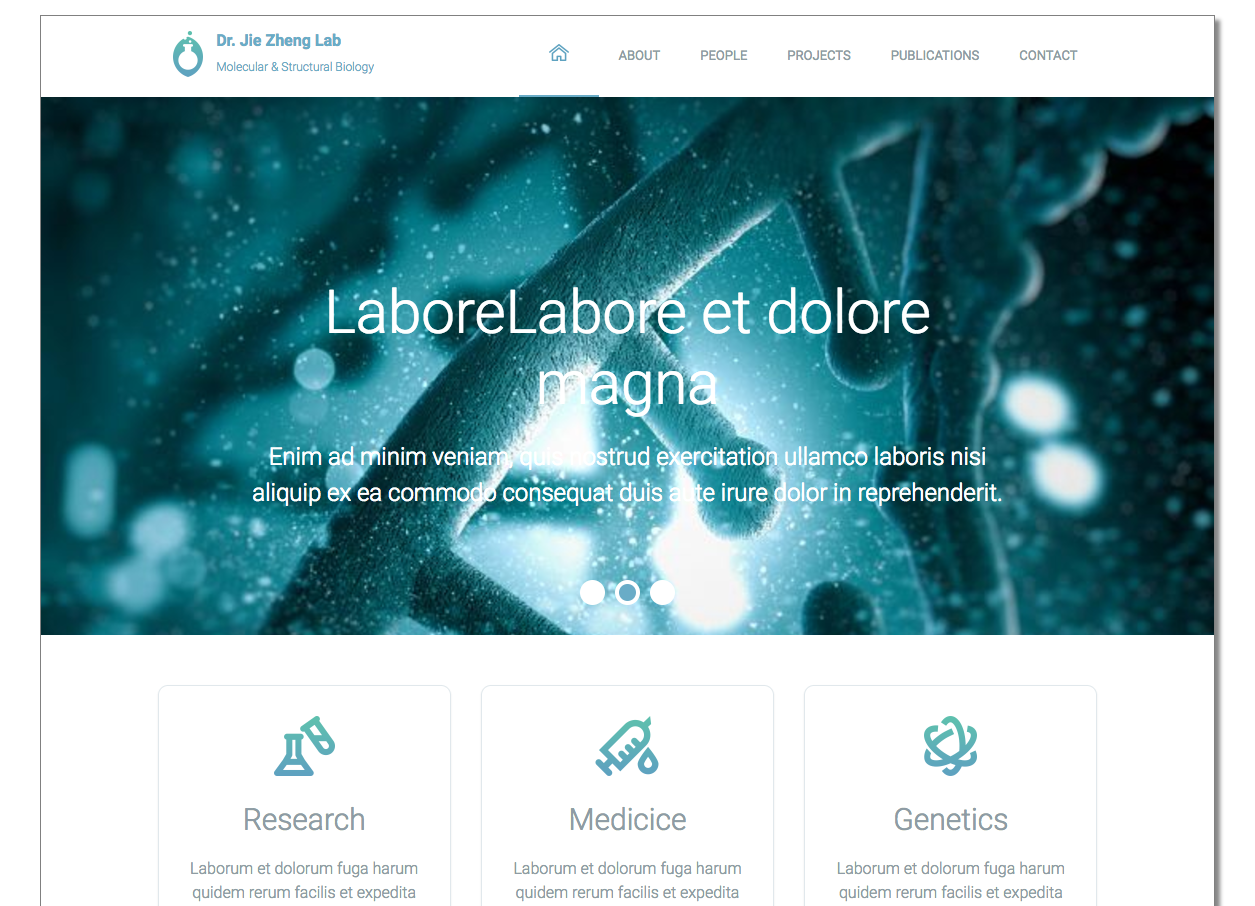 Dr. Jie Zheng Lab
Molecular & Structural Biology
ABOUT PEOPLE PROJECTS PUBLICATIONS CONTACT
LaboreLabore et dolore
magna
Enim ad minim veniam, quis nostrud exercitation ullamco laboris nisi
aliquip ex ea commodo consequat duis aute irure dolor in reprehenderit.
Research
Laborum et dolorum fuga harum
quidem rerum facilis et expedita
Medicice
Laborum et dolorum fuga harum
quidem rerum facilis et expedita
Genetics
Laborum et dolorum fuga harum
quidem rerum facilis et expedita